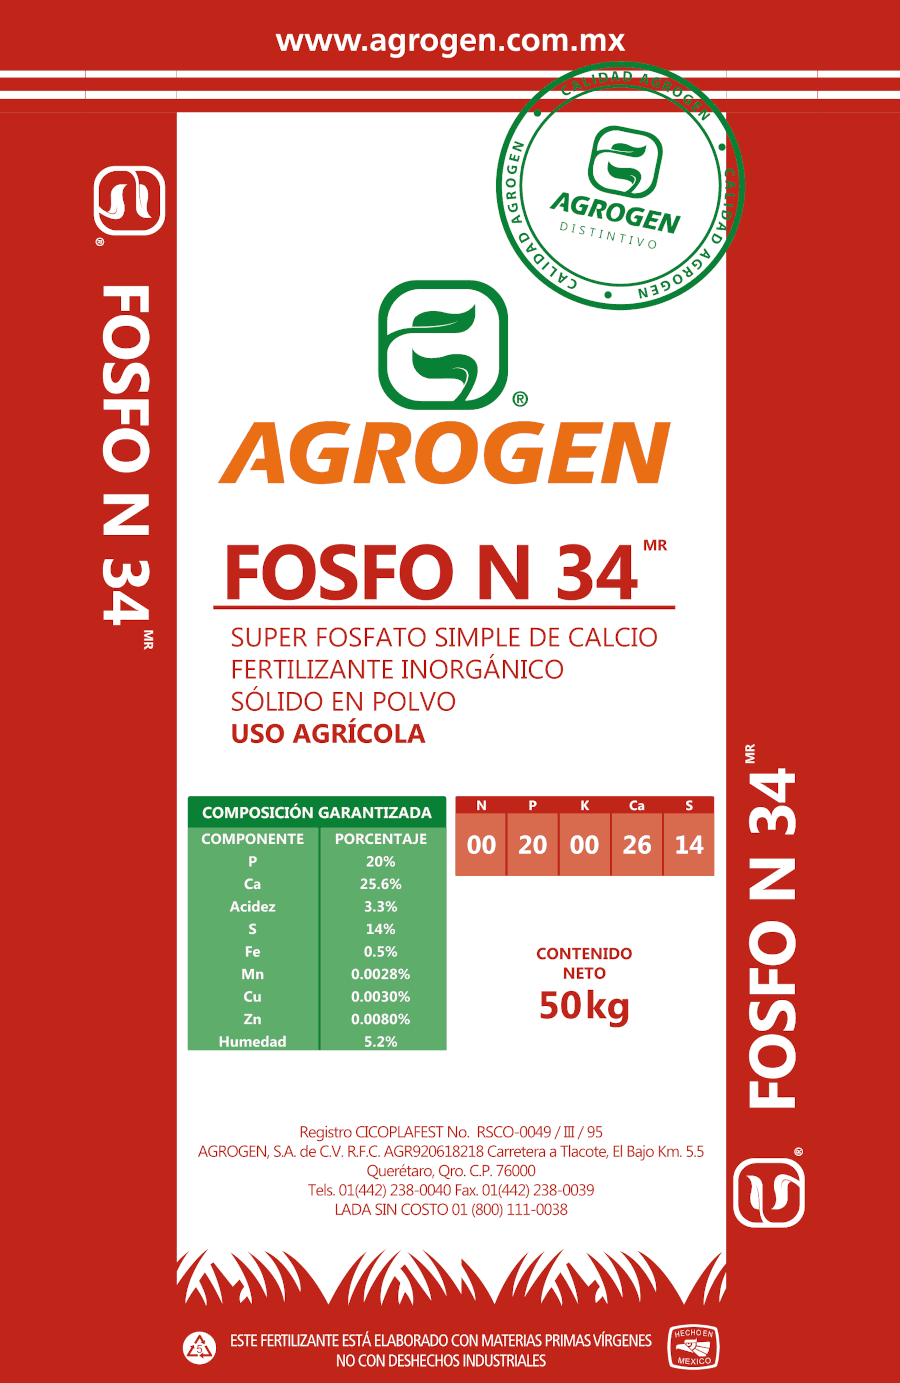 www.agrogen.com.mx
CALIDAD AGROGEN • CALIDAD AGROGEN • CALIDAD AGROGEN •
AGROGEN
DISTINTIVO
®
FOSFO N 34 MR
®
AGROGEN
FOSFO N 34 MR
SUPER FOSFATO SIMPLE DE CALCIO
FERTILIZANTE INORGÁNICO
SÓLIDO EN POLVO
USO AGRÍCOLA
COMPOSICIÓN GARANTIZADA
COMPONENTE PORCENTAJE
P 20%
Ca 25.6%
Acidez 3.3%
S 14%
Fe 0.5%
Mn 0.0028%
Cu 0.0030%
Zn 0.0080%
Humedad 5.2%
N P K Ca S
00 20 00 26 14
CONTENIDO
NETO
50kg
FOSFO N 34 MR
®
Registro CICOPLAFEST No. RSCO-0049 / III / 95
AGROGEN, S.A. de C.V. R.F.C. AGR920618218 Carretera a Tlacote, El Bajo Km. 5.5
Querétaro, Qro. C.P. 76000
Tels. 01(442) 238-0040 Fax. 01(442) 238-0039
LADA SIN COSTO 01 (800) 111-0038
5
ESTE FERTILIZANTE ESTÁ ELABORADO CON MATERIAS PRIMAS VÍRGENES
NO CON DESHECHOS INDUSTRIALES
HECHO EN
MEXICO